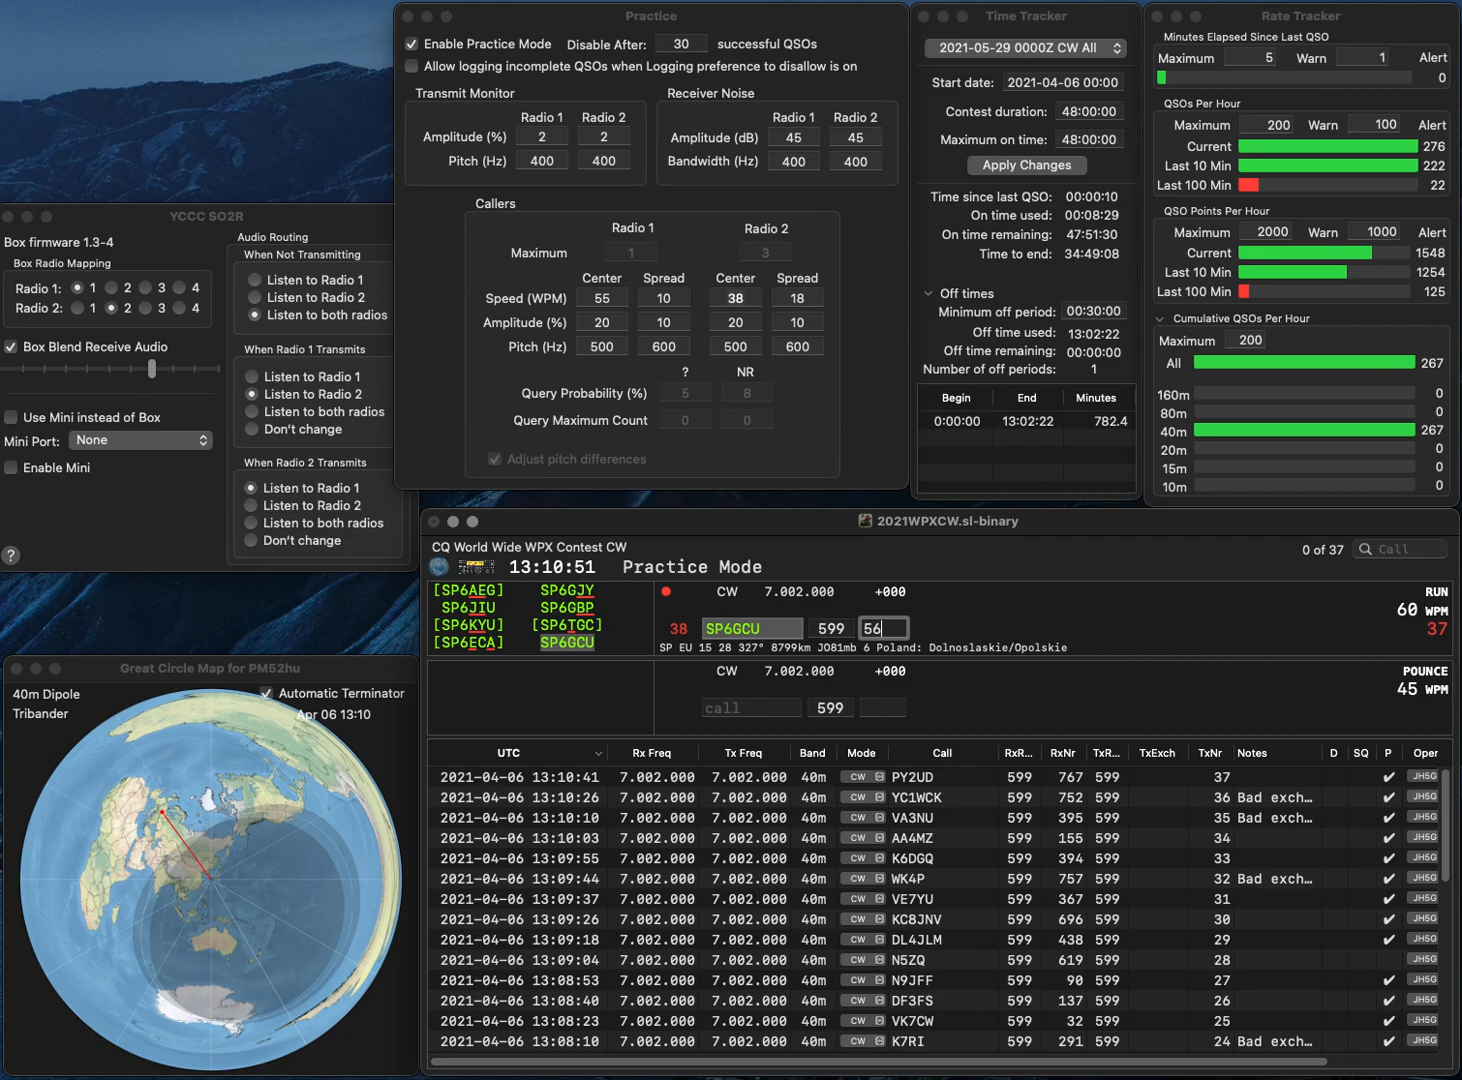 Practice
Enable Practice Mode Disable After: 30 successful QSOs
Allow logging incomplete QSOs when Logging preference to disallow is on
Transmit Monitor
Radio 1 Radio 2
Amplitude (%) 2 2
Pitch (Hz) 400 400
Receiver Noise
Radio 1 Radio 2
Amplitude (dB) 45 45
Bandwidth (Hz) 400 400
Callers
Radio 1 Radio 2
Maximum 1 3
Center Spread Center Spread
Speed (WPM) 55 10 38 18
Amplitude (%) 20 10 20 10
Pitch (Hz) 500 600 500 600
? NR
Query Probability (%) 5 8
Query Maximum Count 0 0
Adjust pitch differences
Time Tracker
2021-05-29 0000Z CW All
Start date: 2021-04-06 00:00
Contest duration: 48:00:00
Maximum on time: 48:00:00
Apply Changes
Time since last QSO: 00:00:10
On time used: 00:08:29
On time remaining: 47:51:30
Time to end: 34:49:08
Off times
Minimum off period: 00:30:00
Off time used: 13:02:22
Off time remaining: 00:00:00
Number of off periods: 1
Begin End Minutes
0:00:00 13:02:22 782.4
Rate Tracker
Minutes Elapsed Since Last QSO
Maximum 5 Warn 1 Alert
0
QSOs Per Hour
Maximum 200 Warn 100 Alert
Current 276
Last 10 Min 222
Last 100 Min 22
QSO Points Per Hour
Maximum 2000 Warn 1000 Alert
Current 1548
Last 10 Min 1254
Last 100 Min 125
Cumulative QSOs Per Hour
Maximum 200
All 267
160m 0
80m 0
40m 267
20m 0
15m 0
10m 0
YCCC SO2R
Box firmware 1.3-4
Box Radio Mapping
Radio 1: 1 2 3 4
Radio 2: 1 2 3 4
Box Blend Receive Audio
Use Mini instead of Box
Mini Port: None
Enable Mini
?
Audio Routing
When Not Transmitting
Listen to Radio 1
Listen to Radio 2
Listen to both radios
When Radio 1 Transmits
Listen to Radio 1
Listen to Radio 2
Listen to both radios
Don't change
When Radio 2 Transmits
Listen to Radio 1
Listen to Radio 2
Listen to both radios
Don't change
Great Circle Map for PM52hu
40m Dipole
Tribander
Automatic Terminator
Apr 06 13:10
2021WPXCW.sl-binary
CQ World Wide WPX Contest CW
0 of 37 Call
13:10:51 Practice Mode
[SP6AEG] SP6GJY
SP6JIU SP6GBP
[SP6KYU] [SP6TGC]
[SP6ECA] SP6GCU
CW 7.002.000 +000 RUN
60 WPM
38 SP6GCU 599 56 37
SP EU 15 28 327° 8799km JO81mb 6 Poland: Dolnoslaskie/Opolskie
CW 7.002.000 +000 POUNCE
45 WPM
call 599
UTC Rx Freq Tx Freq Band Mode Call RxR... RxNr TxR... TxExch TxNr Notes D SQ P Oper
2021-04-06 13:10:41 7.002.000 7.002.000 40m CW PY2UD 599 767 599 37 ✔ JH5G
2021-04-06 13:10:26 7.002.000 7.002.000 40m CW YC1WCK 599 752 599 36 Bad exch... ✔ JH5G
2021-04-06 13:10:10 7.002.000 7.002.000 40m CW VA3NU 599 395 599 35 Bad exch... ✔ JH5G
2021-04-06 13:10:03 7.002.000 7.002.000 40m CW AA4MZ 599 155 599 34 ✔ JH5G
2021-04-06 13:09:55 7.002.000 7.002.000 40m CW K6DGQ 599 394 599 33 ✔ JH5G
2021-04-06 13:09:44 7.002.000 7.002.000 40m CW WK4P 599 757 599 32 Bad exch... ✔ JH5G
2021-04-06 13:09:37 7.002.000 7.002.000 40m CW VE7YU 599 367 599 31 ✔ JH5G
2021-04-06 13:09:26 7.002.000 7.002.000 40m CW KC8JNV 599 696 599 30 ✔ JH5G
2021-04-06 13:09:18 7.002.000 7.002.000 40m CW DL4JLM 599 438 599 29 ✔ JH5G
2021-04-06 13:09:04 7.002.000 7.002.000 40m CW N5ZQ 599 619 599 28 JH5G
2021-04-06 13:08:53 7.002.000 7.002.000 40m CW N9JFF 599 90 599 27 ✔ JH5G
2021-04-06 13:08:40 7.002.000 7.002.000 40m CW DF3FS 599 137 599 26 ✔ JH5G
2021-04-06 13:08:23 7.002.000 7.002.000 40m CW VK7CW 599 32 599 25 ✔ JH5G
2021-04-06 13:08:10 7.002.000 7.002.000 40m CW K7RI 599 291 599 24 Bad exch... ✔ JH5G